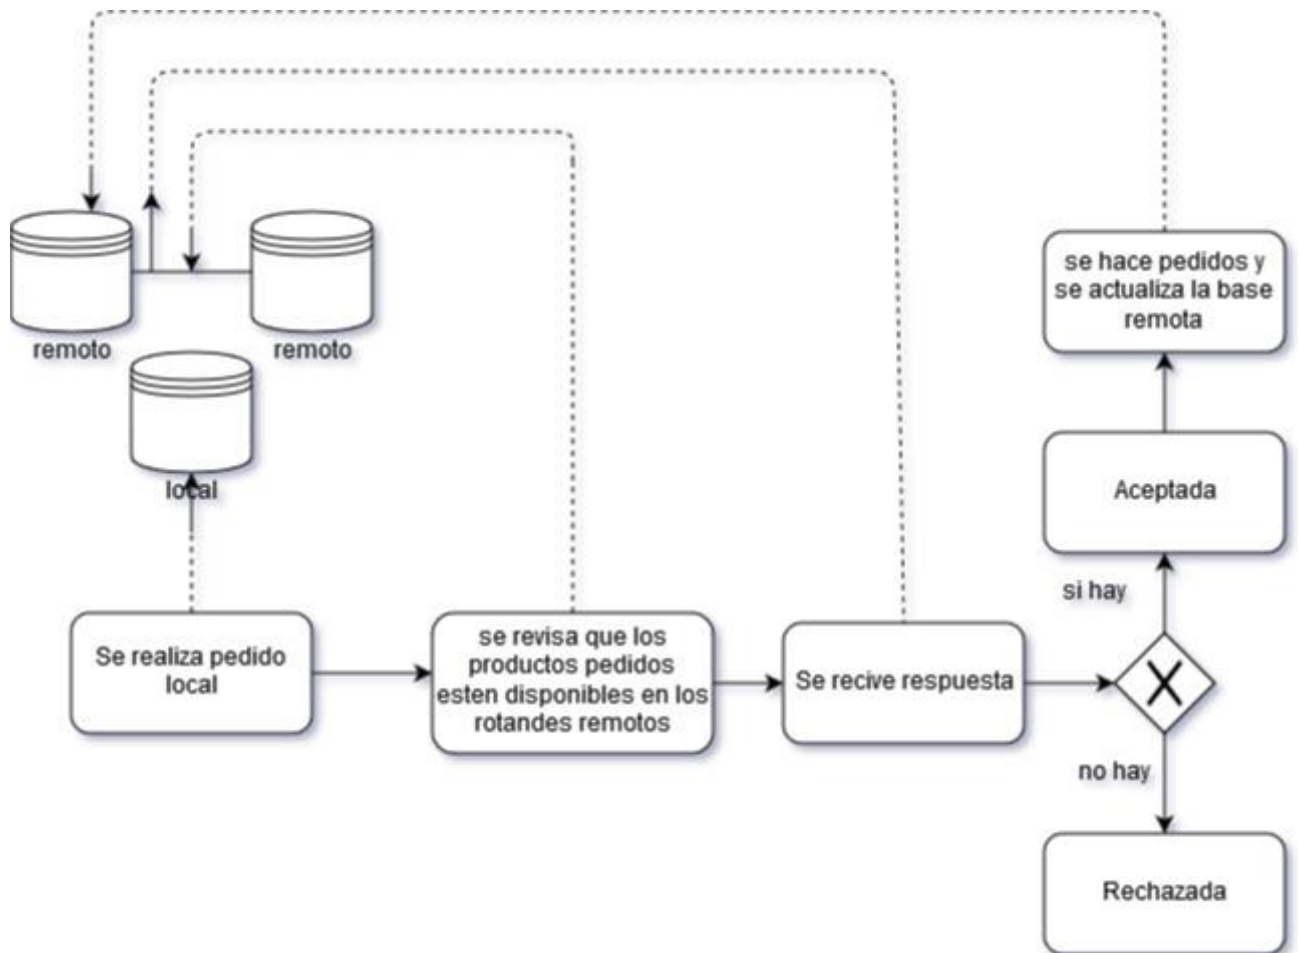 se hace pedidos y
se actualiza la base
remota
remoto
remoto
local
Aceptada
si hay
Se realiza pedido
local
se revisa que los
productos pedidos
esten disponibles en los
rotandes remotos
Se recive respuesta
X
no hay
Rechazada